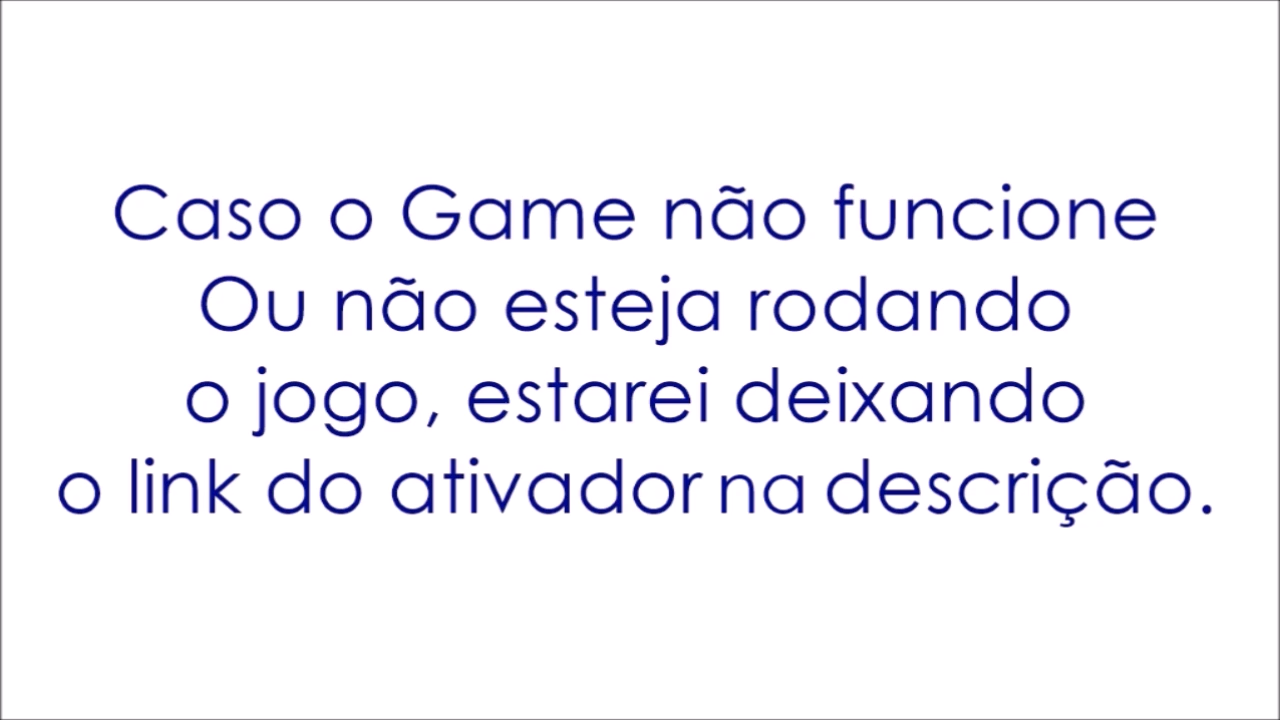 Caso o Game não funcione
Ou não esteja rodando
o jogo, estarei deixando
o link do ativador na descrição.